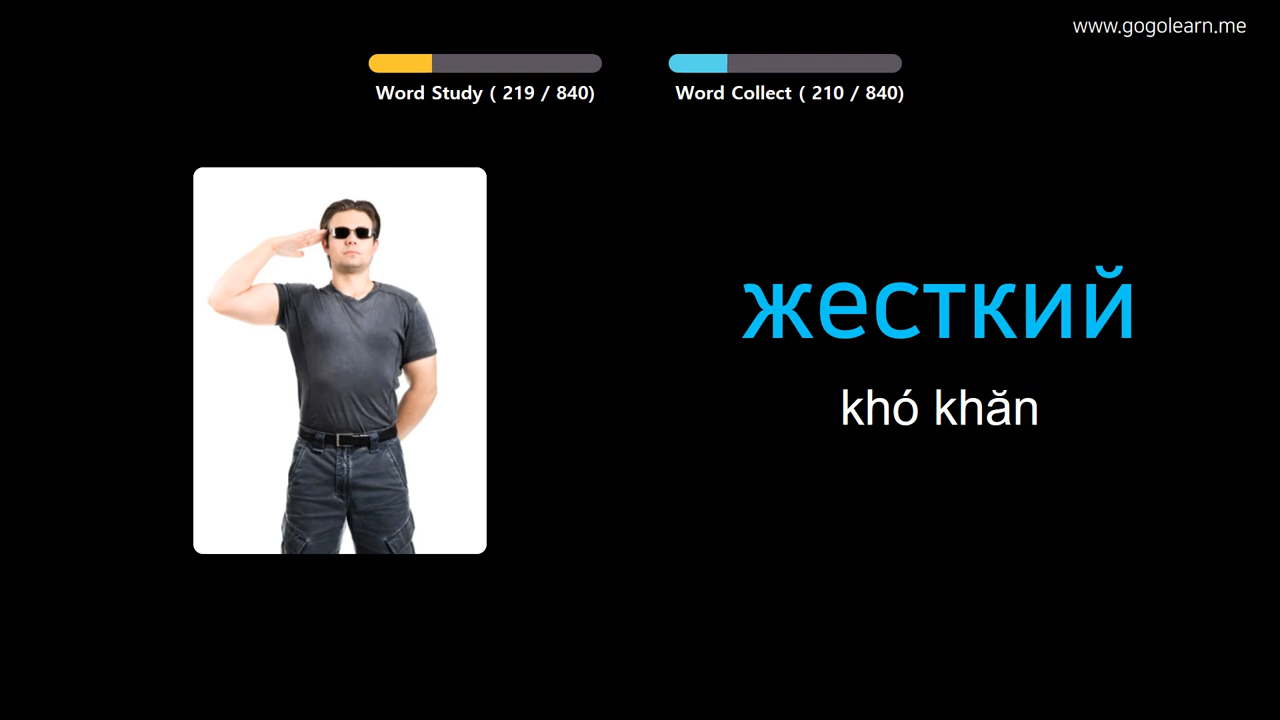 www.gogolearn.me
Word Study ( 219 / 840)
Word Collect ( 210 / 840)
жесткий
khó khăn